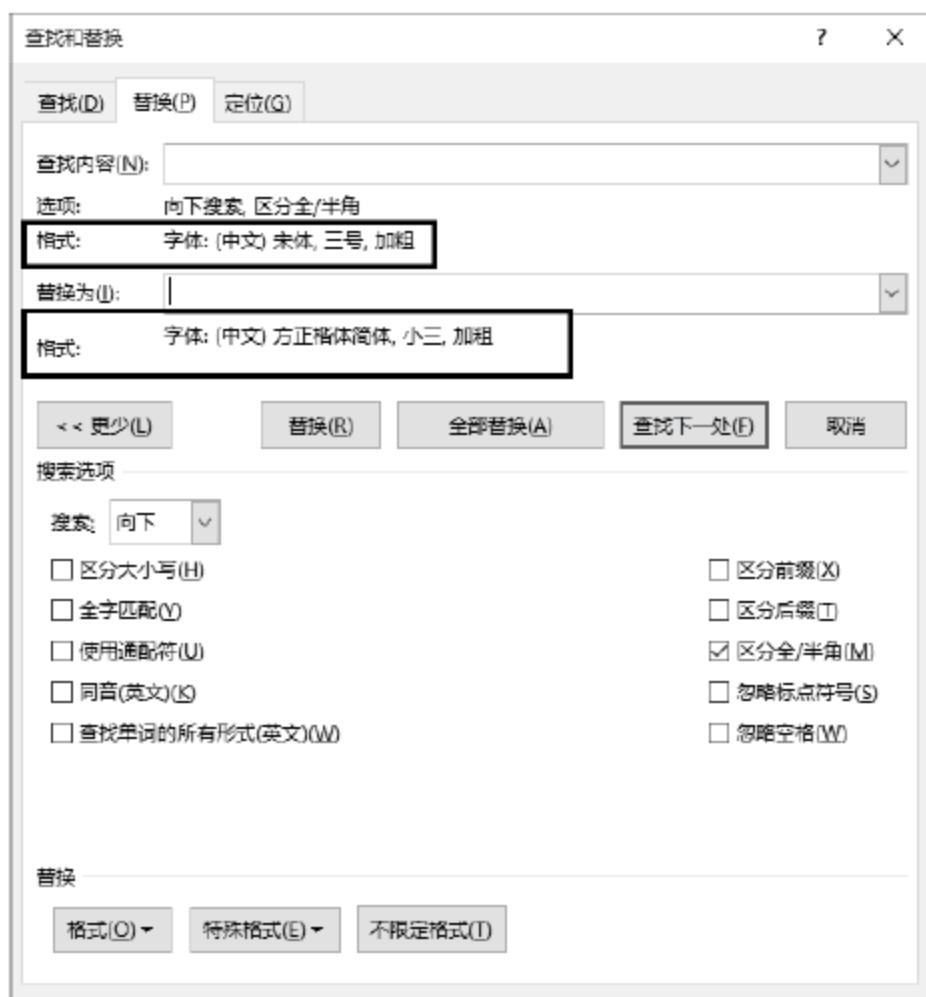 查找和替换 ? ×
查找(D) 替换(P) 定位(G)
查找内容(N):
选项: 向下搜索, 区分全/半角
格式: 字体: (中文) 宋体, 三号, 加粗
替换为(I):
格式: 字体: (中文) 方正楷体简体, 小三, 加粗
<< 更少(L) 替换(R) 全部替换(A) 查找下一处(F) 取消
搜索选项
搜索: 向下
区分大小写(H) 区分前缀(X)
全字匹配(Y) 区分后缀(T)
使用通配符(U) 区分全/半角(M)
同音(英文)(K) 忽略标点符号(S)
查找单词的所有形式(英文)(W) 忽略空格(W)
替换
格式(O) 特殊格式(E) 不限定格式(T)